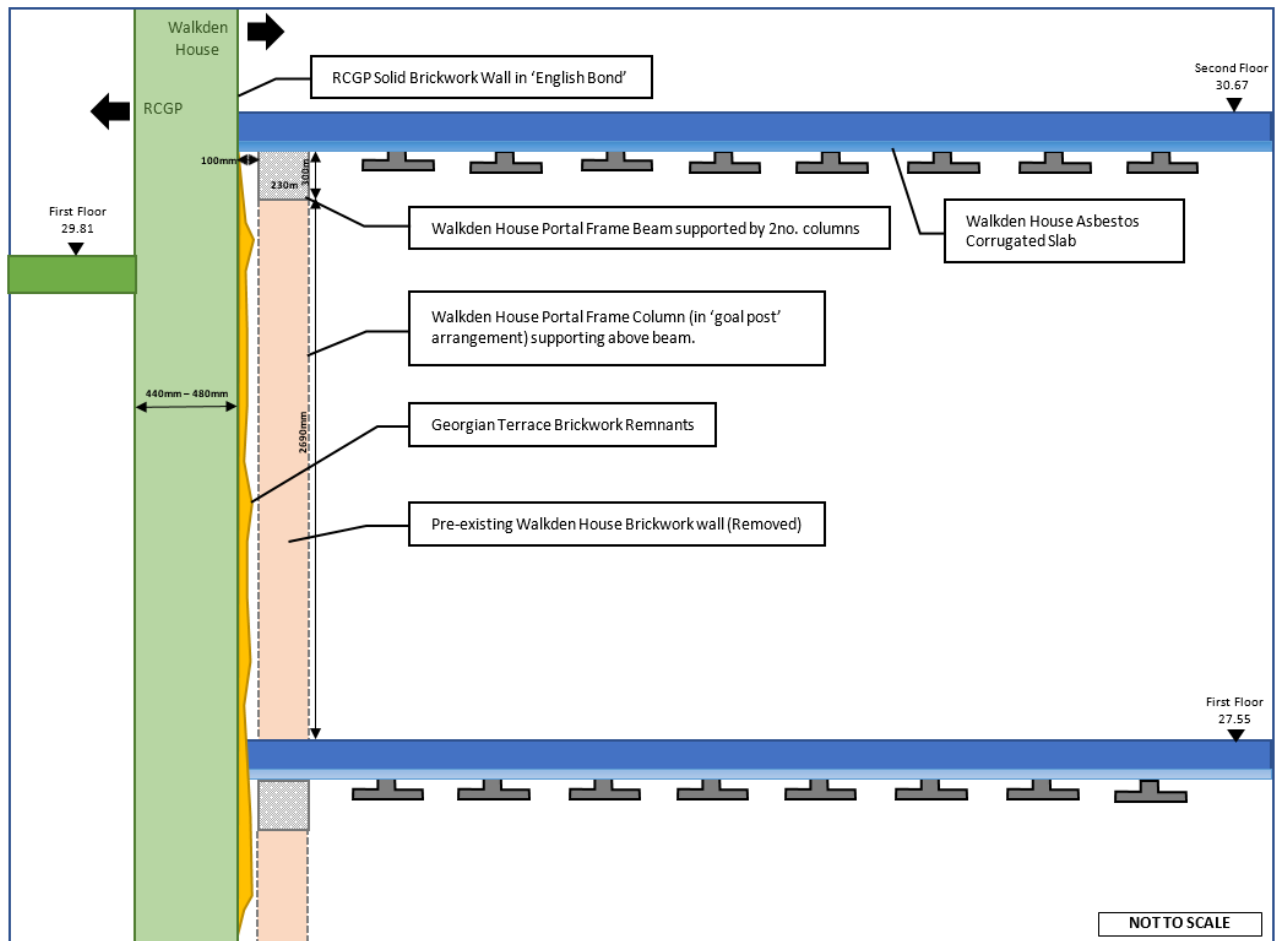 Walkden
House
RCGP Solid Brickwork Wall in ‘English Bond’
Second Floor
30.67
RCGP
100mm
230m
300m
First Floor
29.81
Walkden House Portal Frame Beam supported by 2no. columns
Walkden House Asbestos
Corrugated Slab
Walkden House Portal Frame Column (in ‘goal post’
arrangement) supporting above beam.
440mm – 480mm
2690mm
Georgian Terrace Brickwork Remnants
Pre-existing Walkden House Brickwork wall (Removed)
First Floor
27.55
NOT TO SCALE